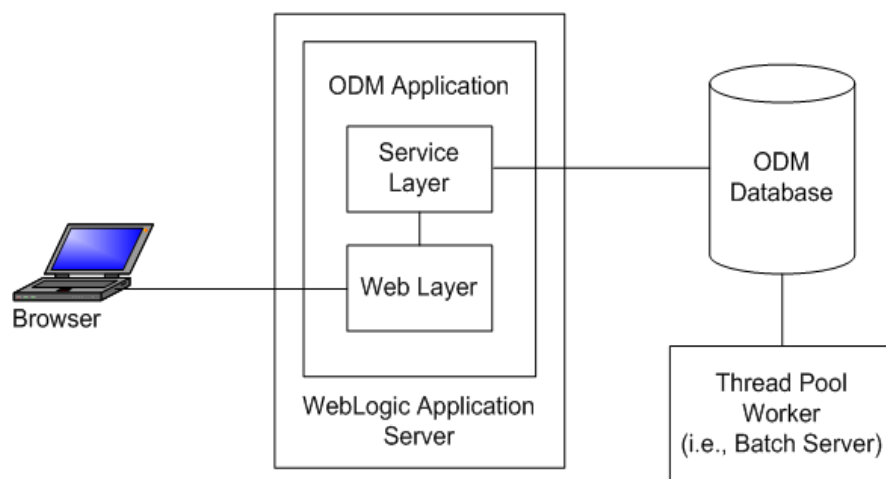 ODM Application
Service
Layer
Web Layer
WebLogic Application
Server
Browser
ODM
Database
Thread Pool
Worker
(i.e., Batch Server)